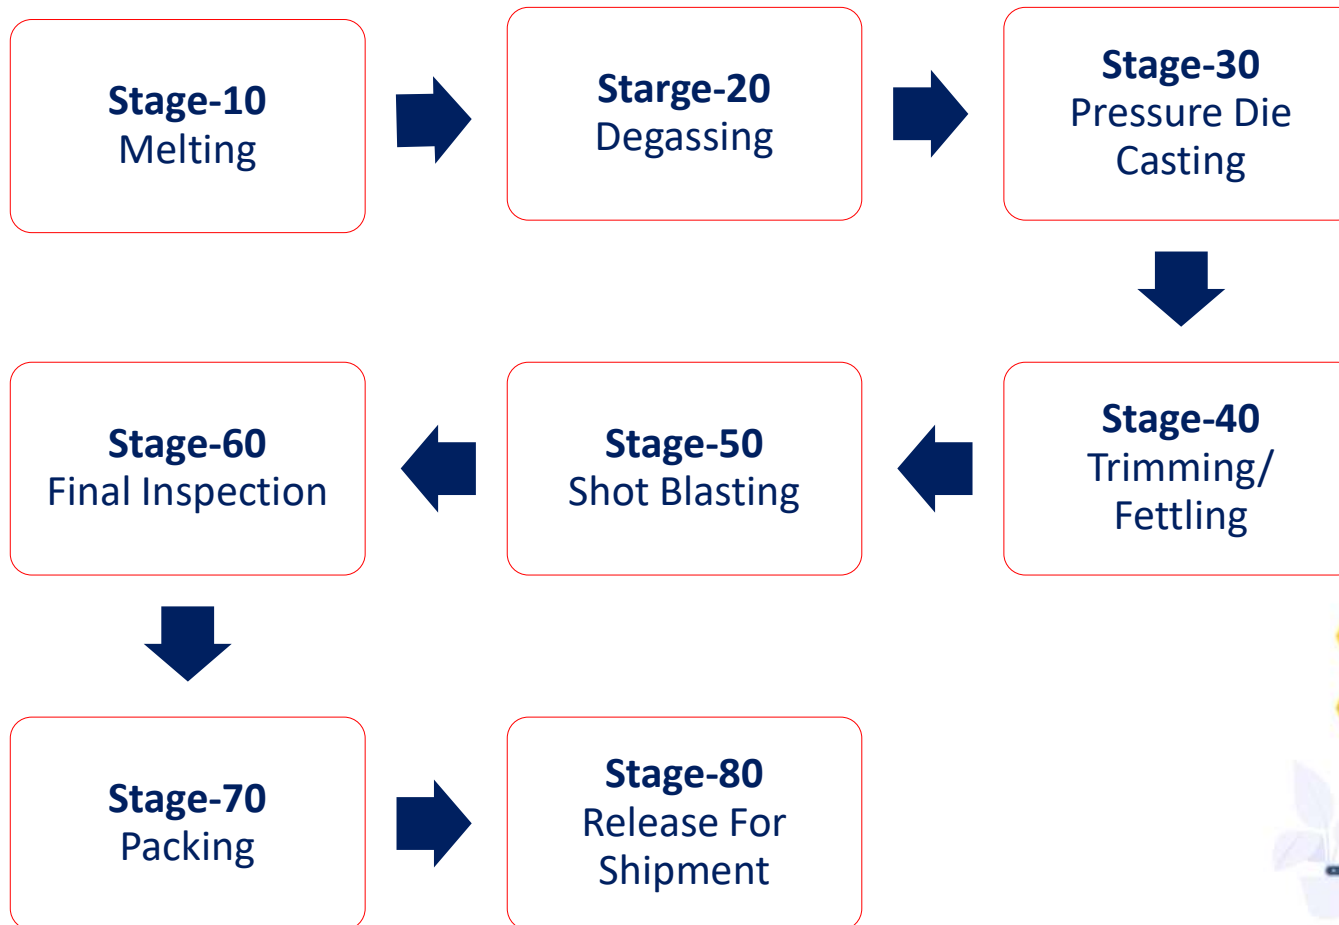 Stage-10
Melting
Starge-20
Degassing
Stage-30
Pressure Die
Casting
Stage-40
Trimming/
Fettling
Stage-50
Shot Blasting
Stage-60
Final Inspection
Stage-70
Packing
Stage-80
Release For
Shipment